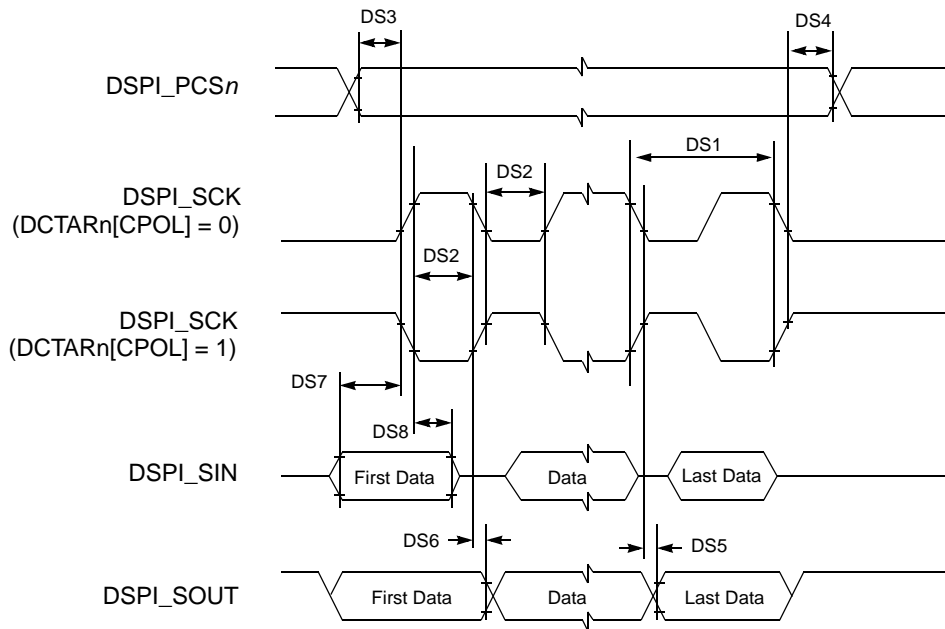 DS3
DS4
DSPI_PCSn
DS1
DS2
DSPI_SCK
(DCTARn[CPOL] = 0)
DS2
DSPI_SCK
(DCTARn[CPOL] = 1)
DS7
DS8
DSPI_SIN
First Data
Data
Last Data
DS6
DS5
DSPI_SOUT
First Data
Data
Last Data